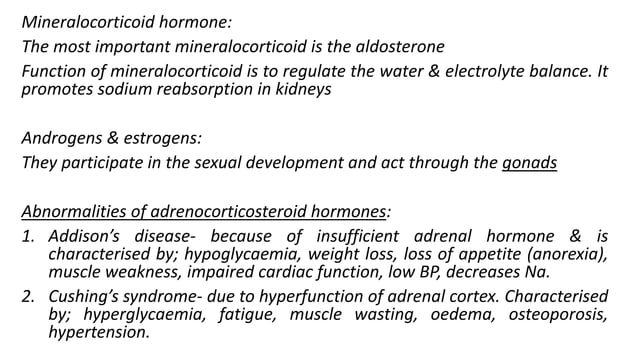 Mineralocorticoid hormone:
The most important mineralocorticoid is the aldosterone
Function of mineralocorticoid is to regulate the water & electrolyte balance. It
promotes sodium reabsorption in kidneys
Androgens & estrogens:
They participate in the sexual development and act through the gonads
Abnormalities of adrenocorticosteroid hormones:
1. Addison's disease- because of insufficient adrenal hormone & is
characterised by; hypoglycaemia, weight loss, loss of appetite (anorexia),
muscle weakness, impaired cardiac function, low BP, decreases Na.
2. Cushing's syndrome- due to hyperfunction of adrenal cortex. Characterised
by; hyperglycaemia, fatigue, muscle wasting, oedema, osteoporosis,
hypertension.